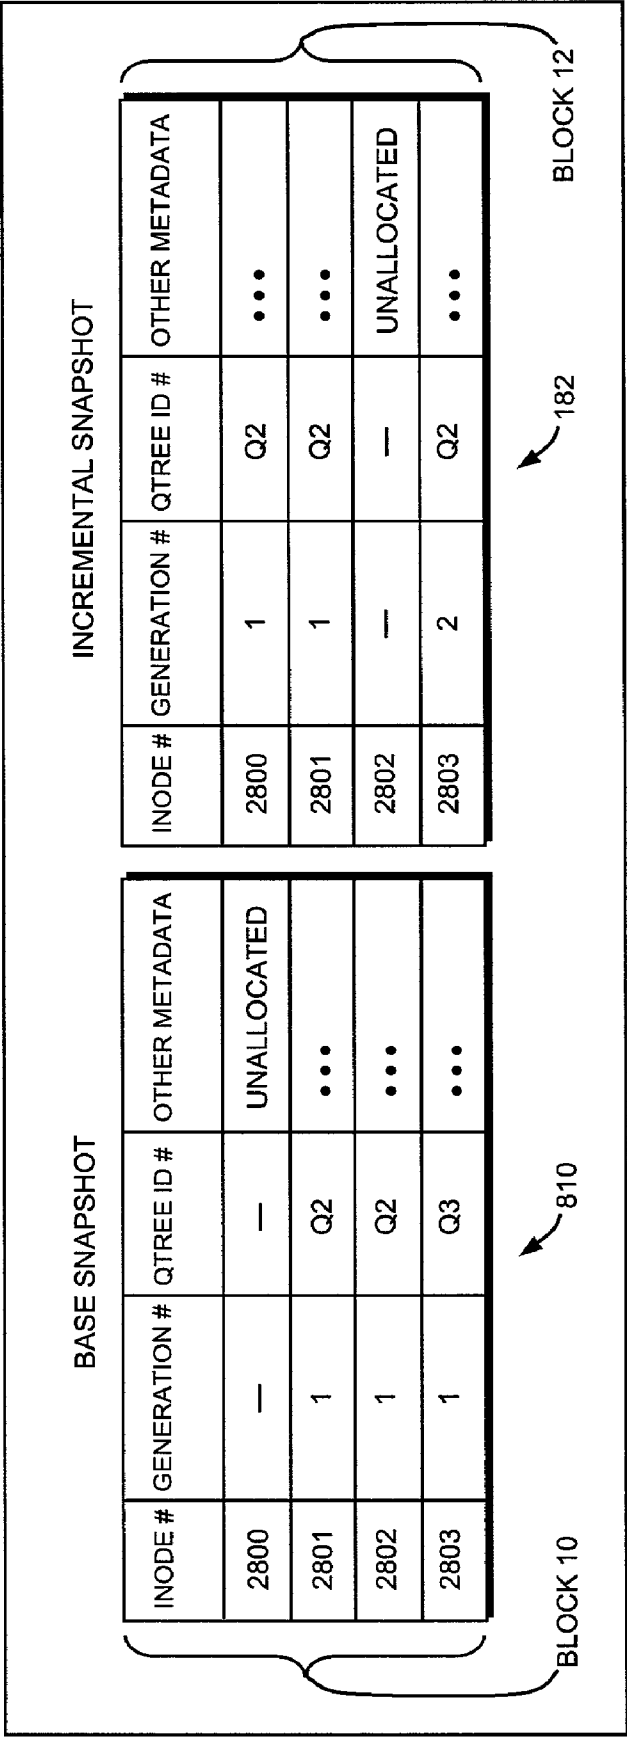 BASE SNAPSHOT
INODE # GENERATION # QTREE ID # OTHER METADATA
2800 — — UNALLOCATED
2801 1 Q2 •••
2802 1 Q2 •••
2803 1 Q3 •••
BLOCK 10
810
INCREMENTAL SNAPSHOT
INODE # GENERATION # QTREE ID # OTHER METADATA
2800 1 Q2 •••
2801 1 Q2 •••
2802 — — UNALLOCATED
2803 2 Q2 •••
182
BLOCK 12